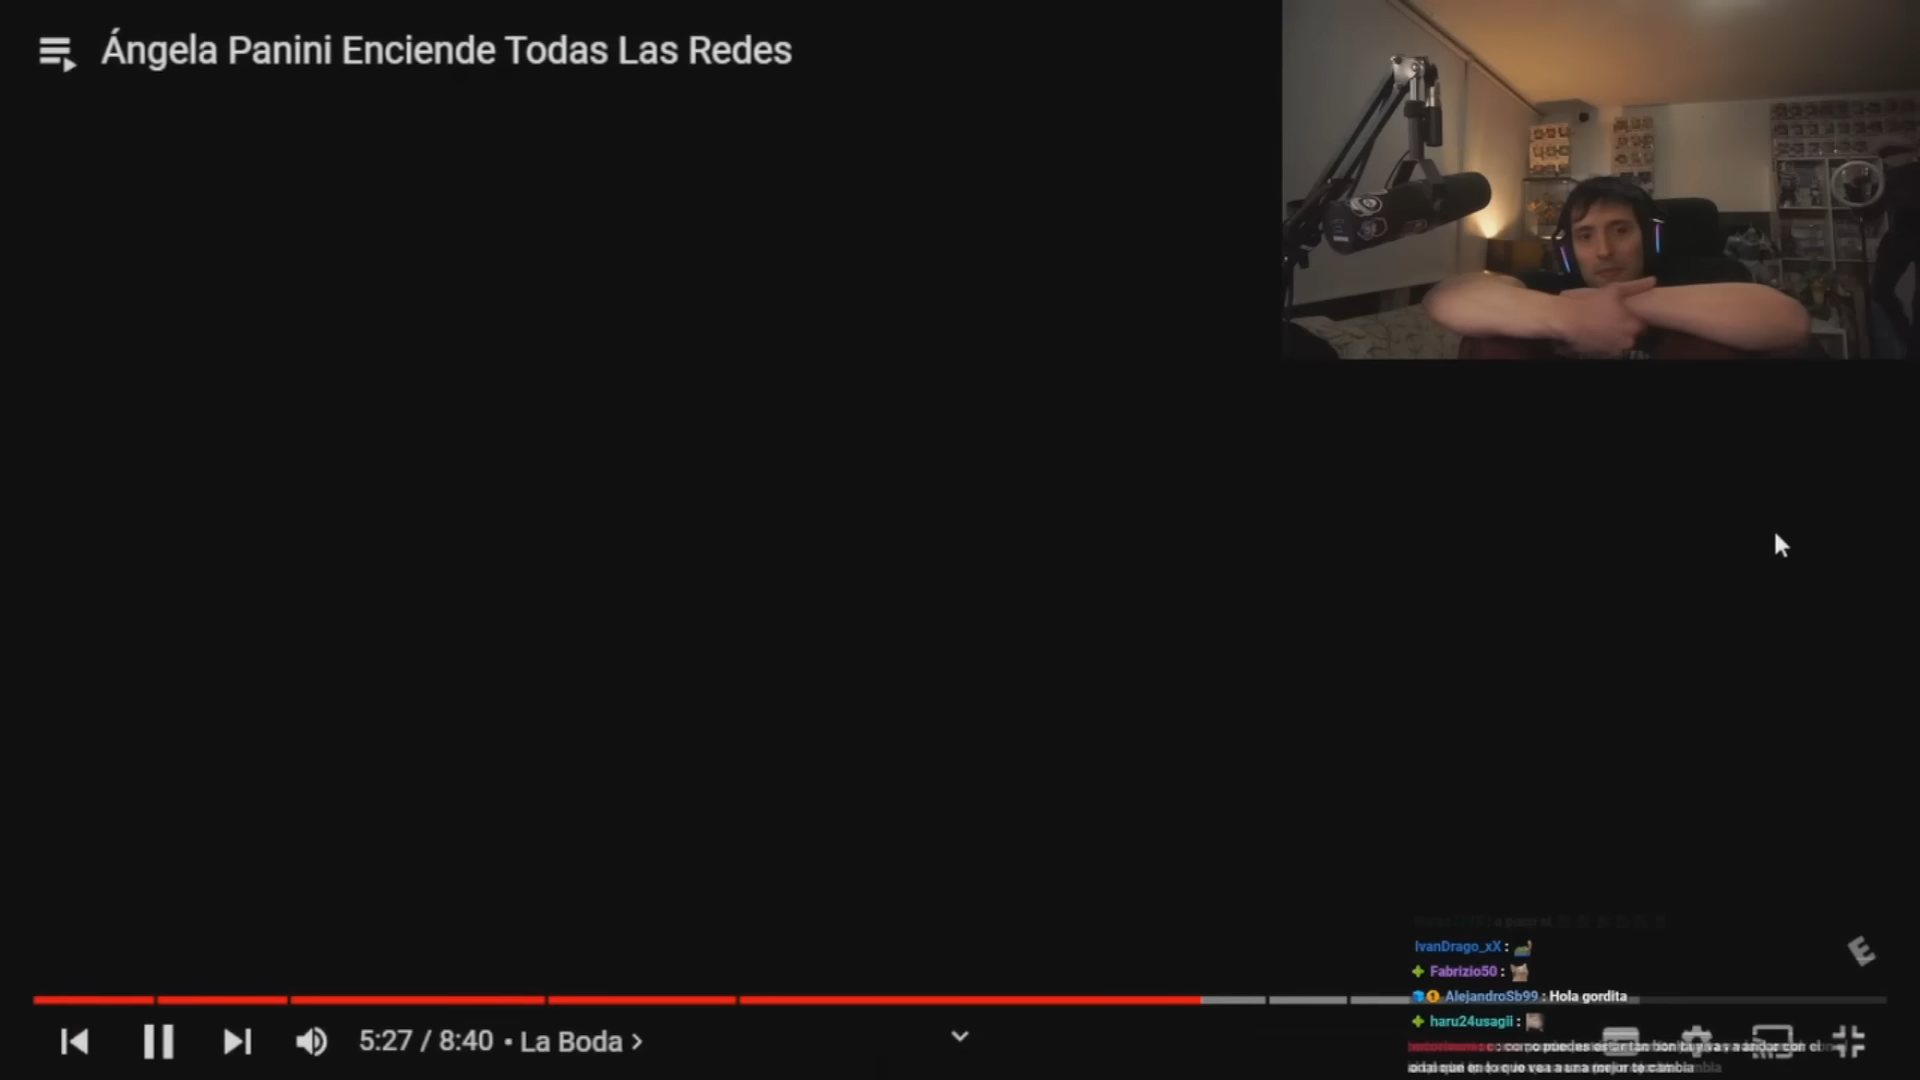 Ángela Panini Enciende Todas Las Redes
IvanDrago_xX :
Fabrizio50 :
AlejandroSb99 : Hola gordita
haru24usagii :
5:27 / 8:40 • La Boda >
E